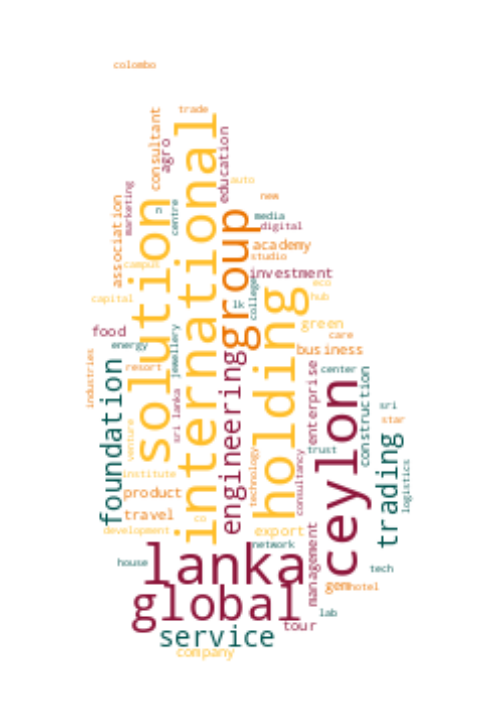 colombo
trade
consultant
international
agro
education
auto
marketing
association
solution
n
centre
new
group
media
digital
academy
studio
campus
investment
college
eco
holding
hub
capital
lk
green
food
jewellery
care
energy
business
industries
foundation
resort
engineering
enterprise
center
construction
ceylon
sri lanka
sri
star
venture
trading
trust
technology
consultancy
logistics
institute
product
travel
co
development
export
management
network
lanka
house
tech
gem
hotel
global
lab
tour
service
company